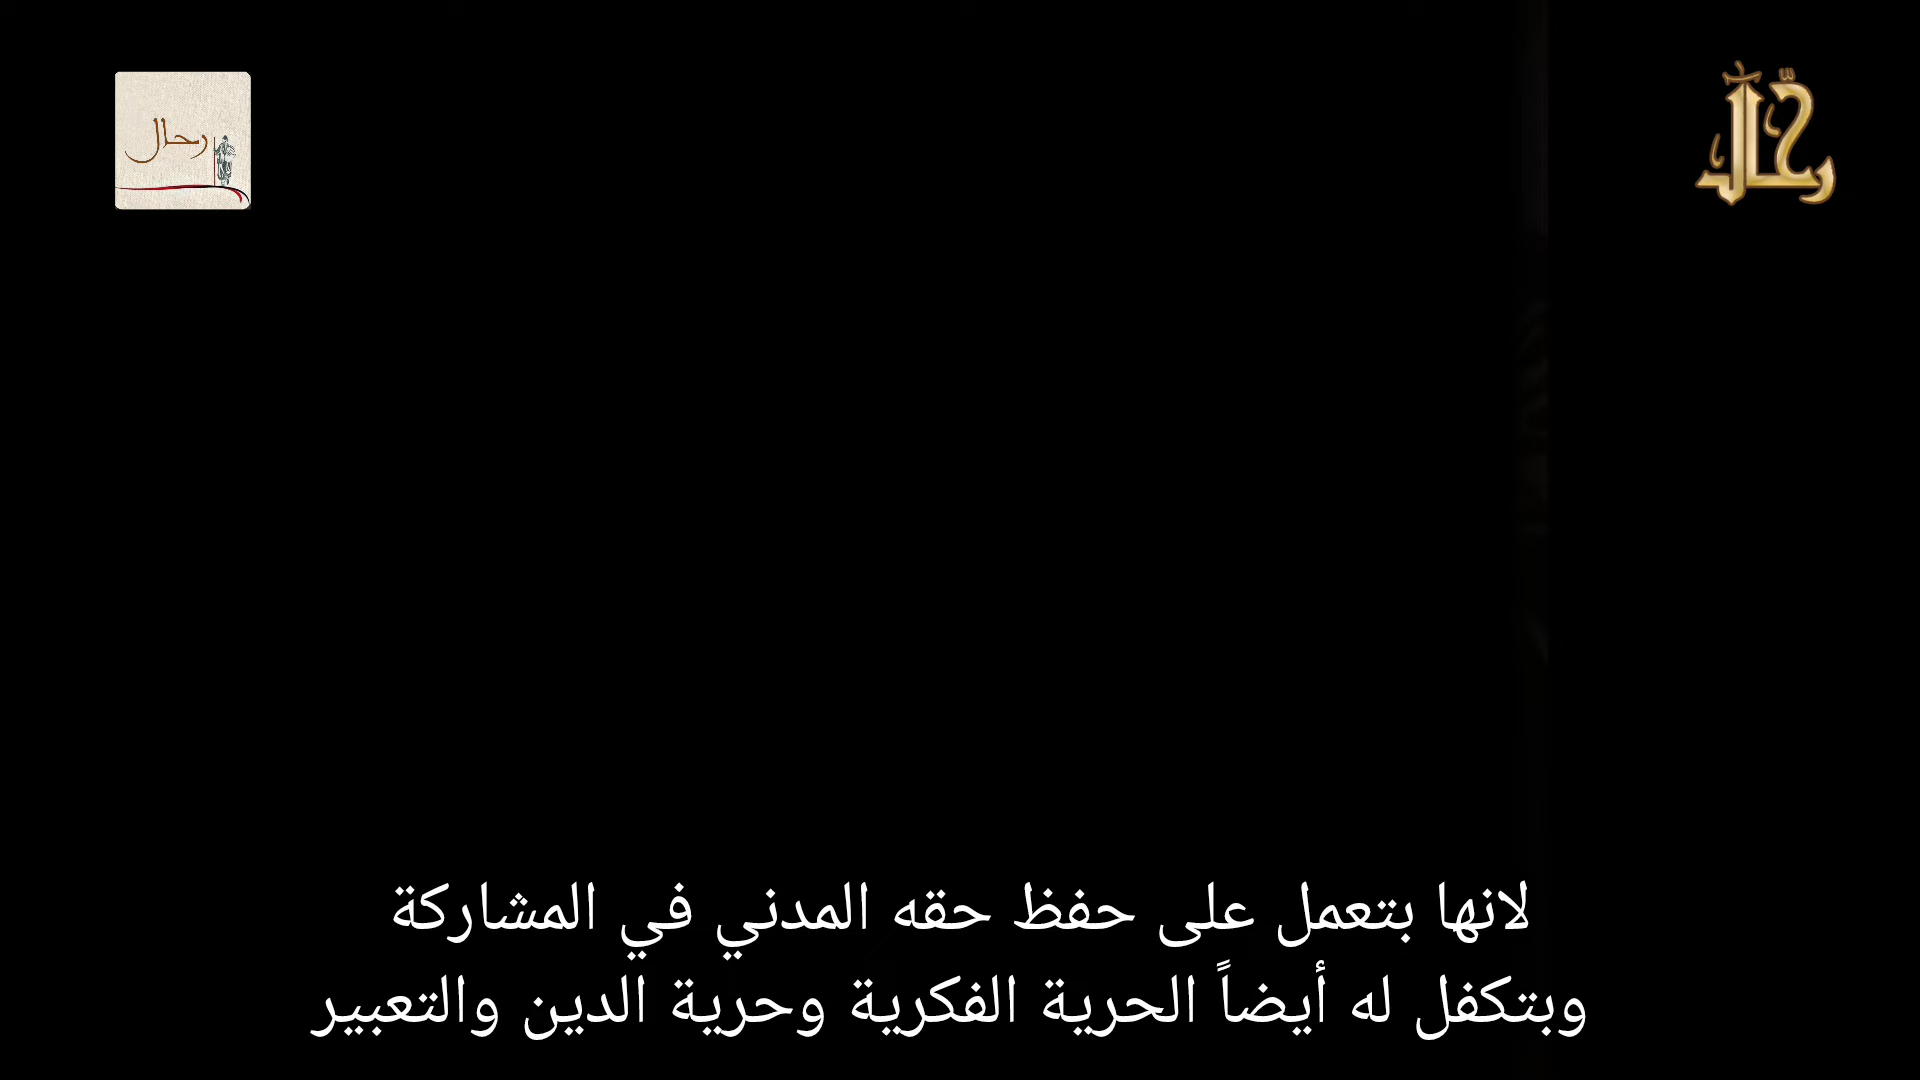 رحال
رحال
لانها بتعمل على حفظ حقه المدني في المشاركة
وبتكفل له أيضاً الحرية الفكرية وحرية الدين والتعبير